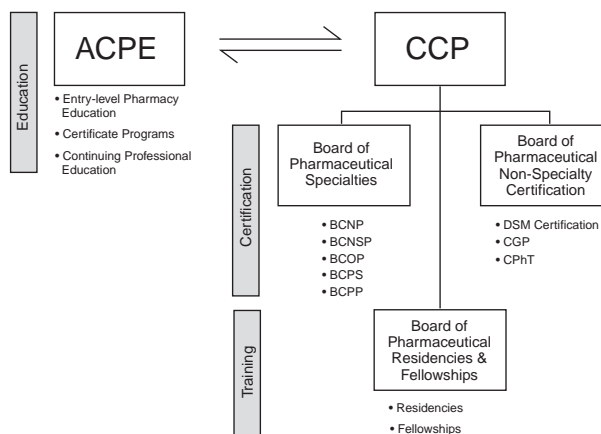 Education
ACPE
• Entry-level Pharmacy
Education
• Certificate Programs
• Continuing Professional
Education
CCP
Certification
Board of
Pharmaceutical
Specialties
• BCNP
• BCNSP
• BCOP
• BCPS
• BCPP
Board of
Pharmaceutical
Non-Specialty
Certification
• DSM Certification
• CGP
• CPhT
Training
Board of
Pharmaceutical
Residencies &
Fellowships
• Residencies
• Fellowships